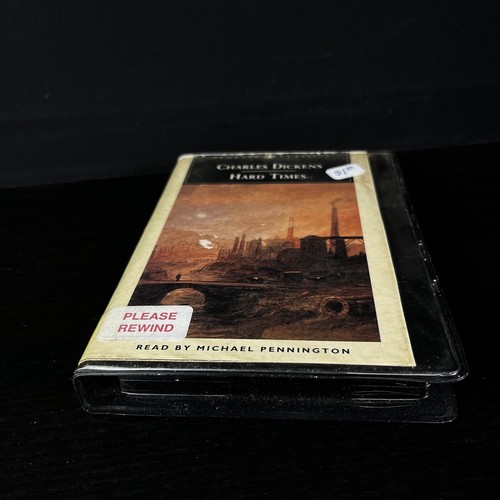 CHARLES DICKENS
HARD TIMES
PLEASE
REWIND
READ BY MICHAEL PENNINGTON